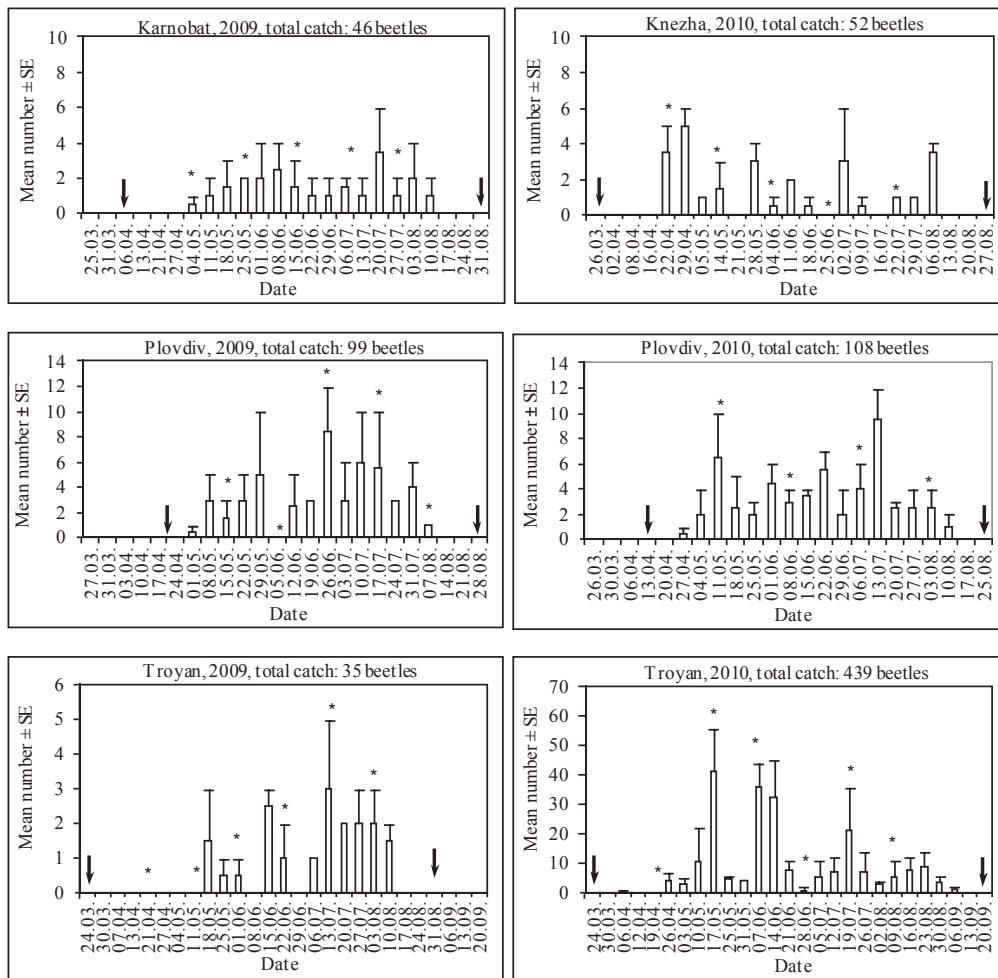 Karnobat, 2009, total catch: 46 beetles
Mean number ± SE
10
8
6
4
2
0
* * * * *
25.03. 31.03. 06.04. 13.04. 21.04. 27.04. 04.05. 11.05. 18.05. 25.05. 01.06. 08.06. 15.06. 22.06. 29.06. 06.07. 13.07. 20.07. 27.07. 03.08. 10.08. 17.08. 24.08. 31.08.
Date
Knezha, 2010, total catch: 52 beetles
Mean number ± SE
10
8
6
4
2
0
* * * * *
26.03. 02.04. 08.04. 16.04. 22.04. 29.04. 05.05. 14.05. 28.05. 04.06. 11.06. 18.06. 25.06. 02.07. 09.07. 16.07. 22.07. 29.07. 06.08. 27.08.
Date
Plovdiv, 2009, total catch: 99 beetles
Mean number ± SE
14
12
10
8
6
4
2
0
* * * * *
27.03. 31.03. 03.04. 10.04. 17.04. 24.04. 01.05. 08.05. 15.05. 22.05. 29.05. 05.06. 12.06. 19.06. 26.06. 03.07. 10.07. 17.07. 24.07. 31.07. 07.08. 14.08. 21.08. 28.08.
Date
Plovdiv, 2010, total catch: 108 beetles
Mean number ± SE
14
12
10
8
6
4
2
0
* * * *
26.03. 30.03. 06.04. 13.04. 27.04. 04.05. 11.05. 18.05. 25.05. 01.06. 08.06. 15.06. 22.06. 29.06. 06.07. 13.07. 20.07. 27.07. 03.08. 10.08. 25.08.
Date
Troyan, 2009, total catch: 35 beetles
Mean number ± SE
6
5
4
3
2
1
0
* * * * * *
24.03. 30.03. 07.04. 13.04. 21.04 27.04. 04.05. 11.05. 18.05. 25.05. 01.06. 08.06. 15.06. 22.06 06.07. 13.07. 20.07. 27.07. 03.08 10.08. 17.08. 24.08. 31.08. 06.09. 13.09. 20.09.
Date
Troyan, 2010, total catch: 439 beetles
Mean number ± SE
70
60
50
40
30
20
10
0
* * * * * *
24.03. 30.03. 06.04. 12.04. 19.04 26.04. 03.05. 10.05. 17.05. 25.05. 31.05. 07.06. 14.06. 21.06. 28.06. 05.07. 12.07. 19.07. 26.07. 02.08. 09.08. 16.08. 23.08. 30.08. 06.09. 13.09. 20.09.
Date